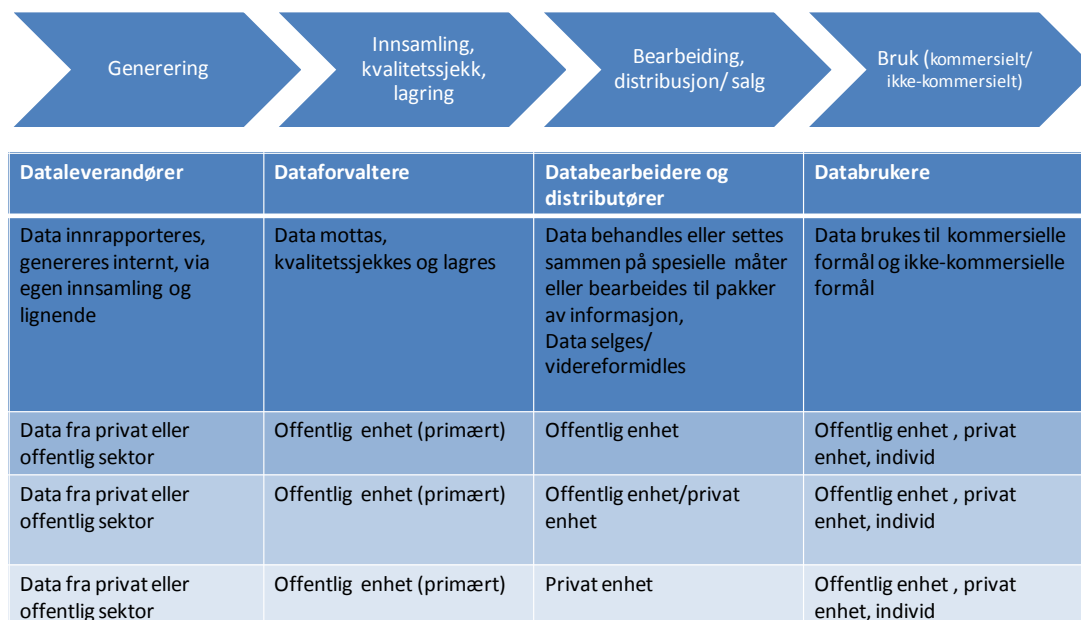 Generering
Innsamling,
kvalitetssjekk,
lagring
Bearbeiding,
distribusjon/ salg
Bruk (kommersielt/
ikke-kommersielt)
Dataleverandører
Dataforvaltere
Databearbeidere og
distributører
Databrukere
Data innrapporteres,
genereres internt, via
egen innsamling og
lignende
Data mottas,
kvalitetssjekkes og lagres
Data behandles eller settes
sammen på spesielle måter
eller bearbeides til pakker
av informasjon,
Data selges/
videreformidles
Data brukes til kommersielle
formål og ikke-kommersielle
formål
Data fra privat eller
offentlig sektor
Offentlig enhet (primært)
Offentlig enhet
Offentlig enhet , privat
enhet, individ
Data fra privat eller
offentlig sektor
Offentlig enhet (primært)
Offentlig enhet/privat
enhet
Offentlig enhet , privat
enhet, individ
Data fra privat eller
offentlig sektor
Offentlig enhet (primært)
Privat enhet
Offentlig enhet , privat
enhet, individ